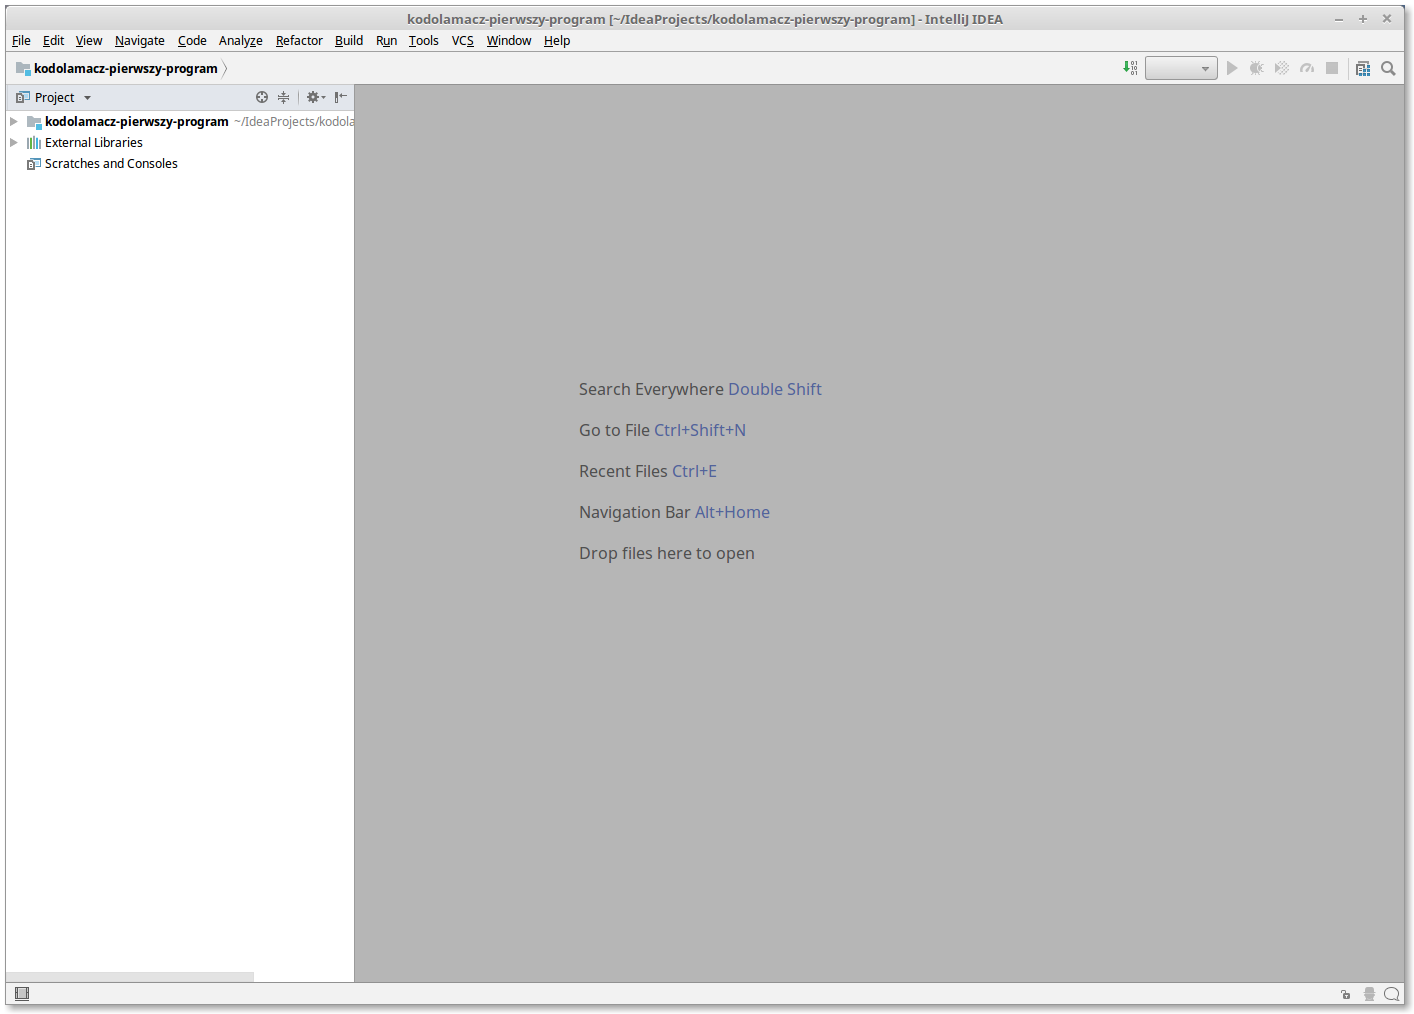 kodolamacz-pierwszy-program [~/IdeaProjects/kodolamacz-pierwszy-program] - IntelliJ IDEA
File Edit View Navigate Code Analyze Refactor Build Run Tools VCS Window Help
kodolamacz-pierwszy-program
Project
kodolamacz-pierwszy-program ~/IdeaProjects/kodola
External Libraries
Scratches and Consoles
Search Everywhere Double Shift
Go to File Ctrl+Shift+N
Recent Files Ctrl+E
Navigation Bar Alt+Home
Drop files here to open